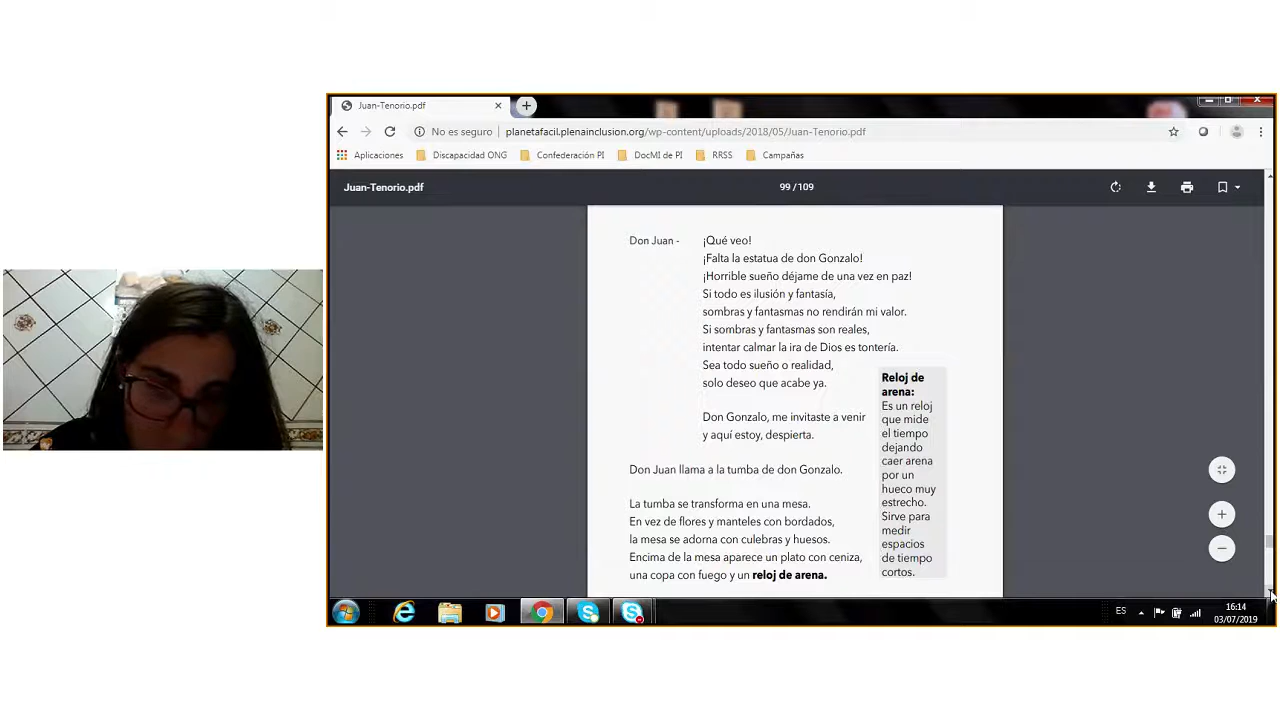 Juan-Tenorio.pdf
No es seguro planetafacil.plenainclusion.org/wp-content/uploads/2018/05/Juan-Tenorio.pdf
Aplicaciones Discapacidad ONG Confederación PI DocMI de PI RRSS Campañas
Juan-Tenorio.pdf 99 / 109
Don Juan - ¡Qué veo!
¡Falta la estatua de don Gonzalo!
¡Horrible sueño déjame de una vez en paz!
Si todo es ilusión y fantasía,
sombras y fantasmas no rendirán mi valor.
Si sombras y fantasmas son reales,
intentar calmar la ira de Dios es tontería.
Sea todo sueño o realidad,
solo deseo que acabe ya.
Don Gonzalo, me invitaste a venir
y aquí estoy, despierta.
Don Juan llama a la tumba de don Gonzalo.
La tumba se transforma en una mesa.
En vez de flores y manteles con bordados,
la mesa se adorna con culebras y huesos.
Encima de la mesa aparece un plato con ceniza,
una copa con fuego y un reloj de arena.
Reloj de
arena:
Es un reloj
que mide
el tiempo
dejando
caer arena
por un
hueco muy
estrecho.
Sirve para
medir
espacios
de tiempo
cortos.
ES
16:14
03/07/2019